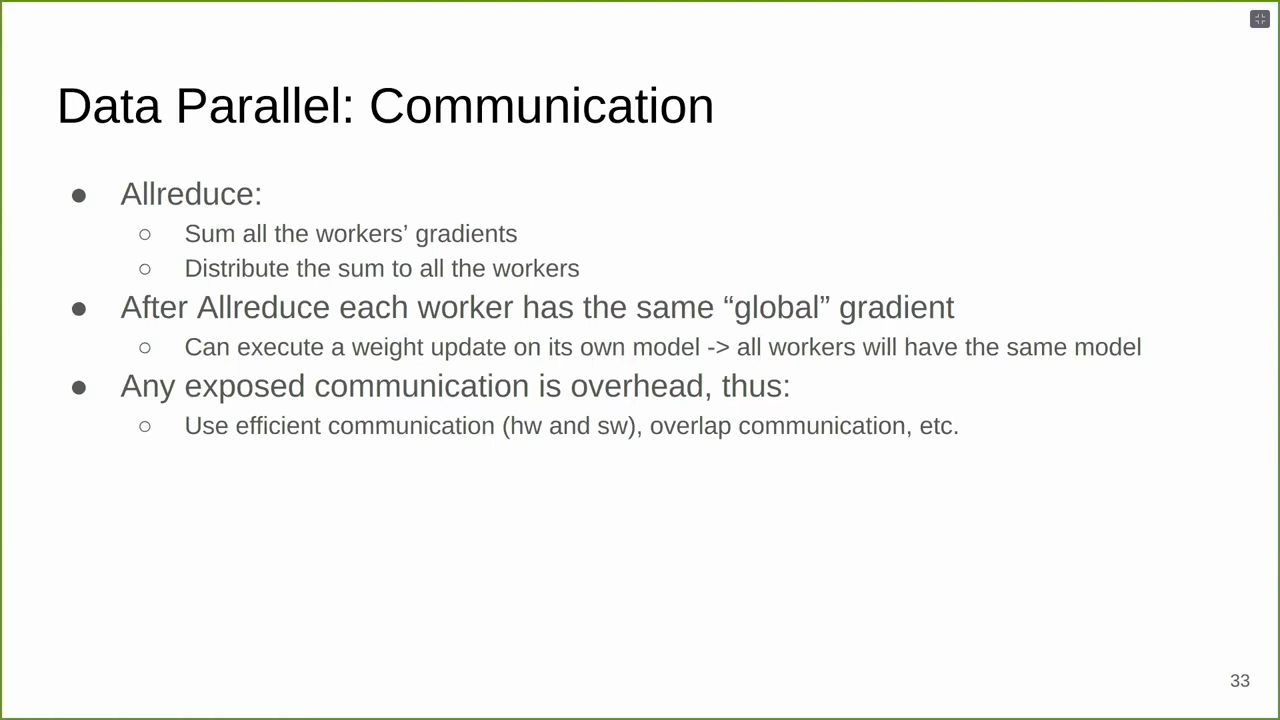 Data Parallel: Communication
● Allreduce:
○ Sum all the workers’ gradients
○ Distribute the sum to all the workers
● After Allreduce each worker has the same “global” gradient
○ Can execute a weight update on its own model -> all workers will have the same model
● Any exposed communication is overhead, thus:
○ Use efficient communication (hw and sw), overlap communication, etc.
33